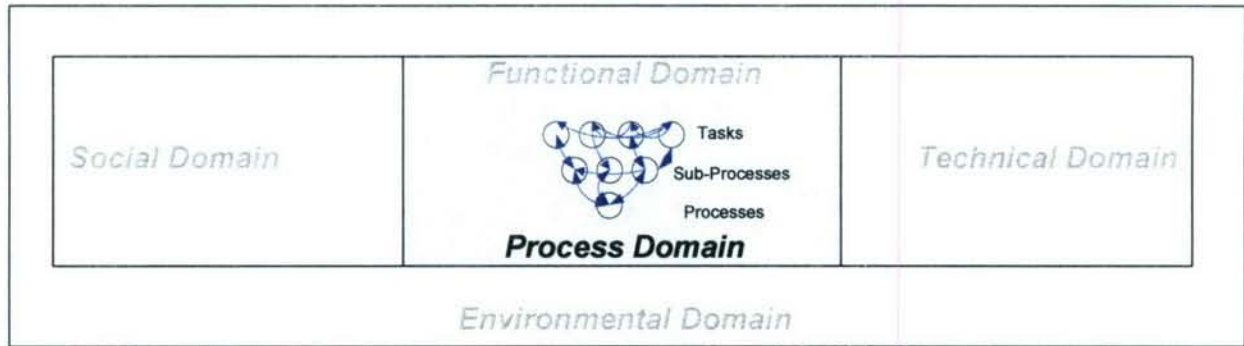 Functional Domain
Tasks
Social Domain
Technical Domain
Sub-Processes
Processes
Process Domain
Environmental Domain